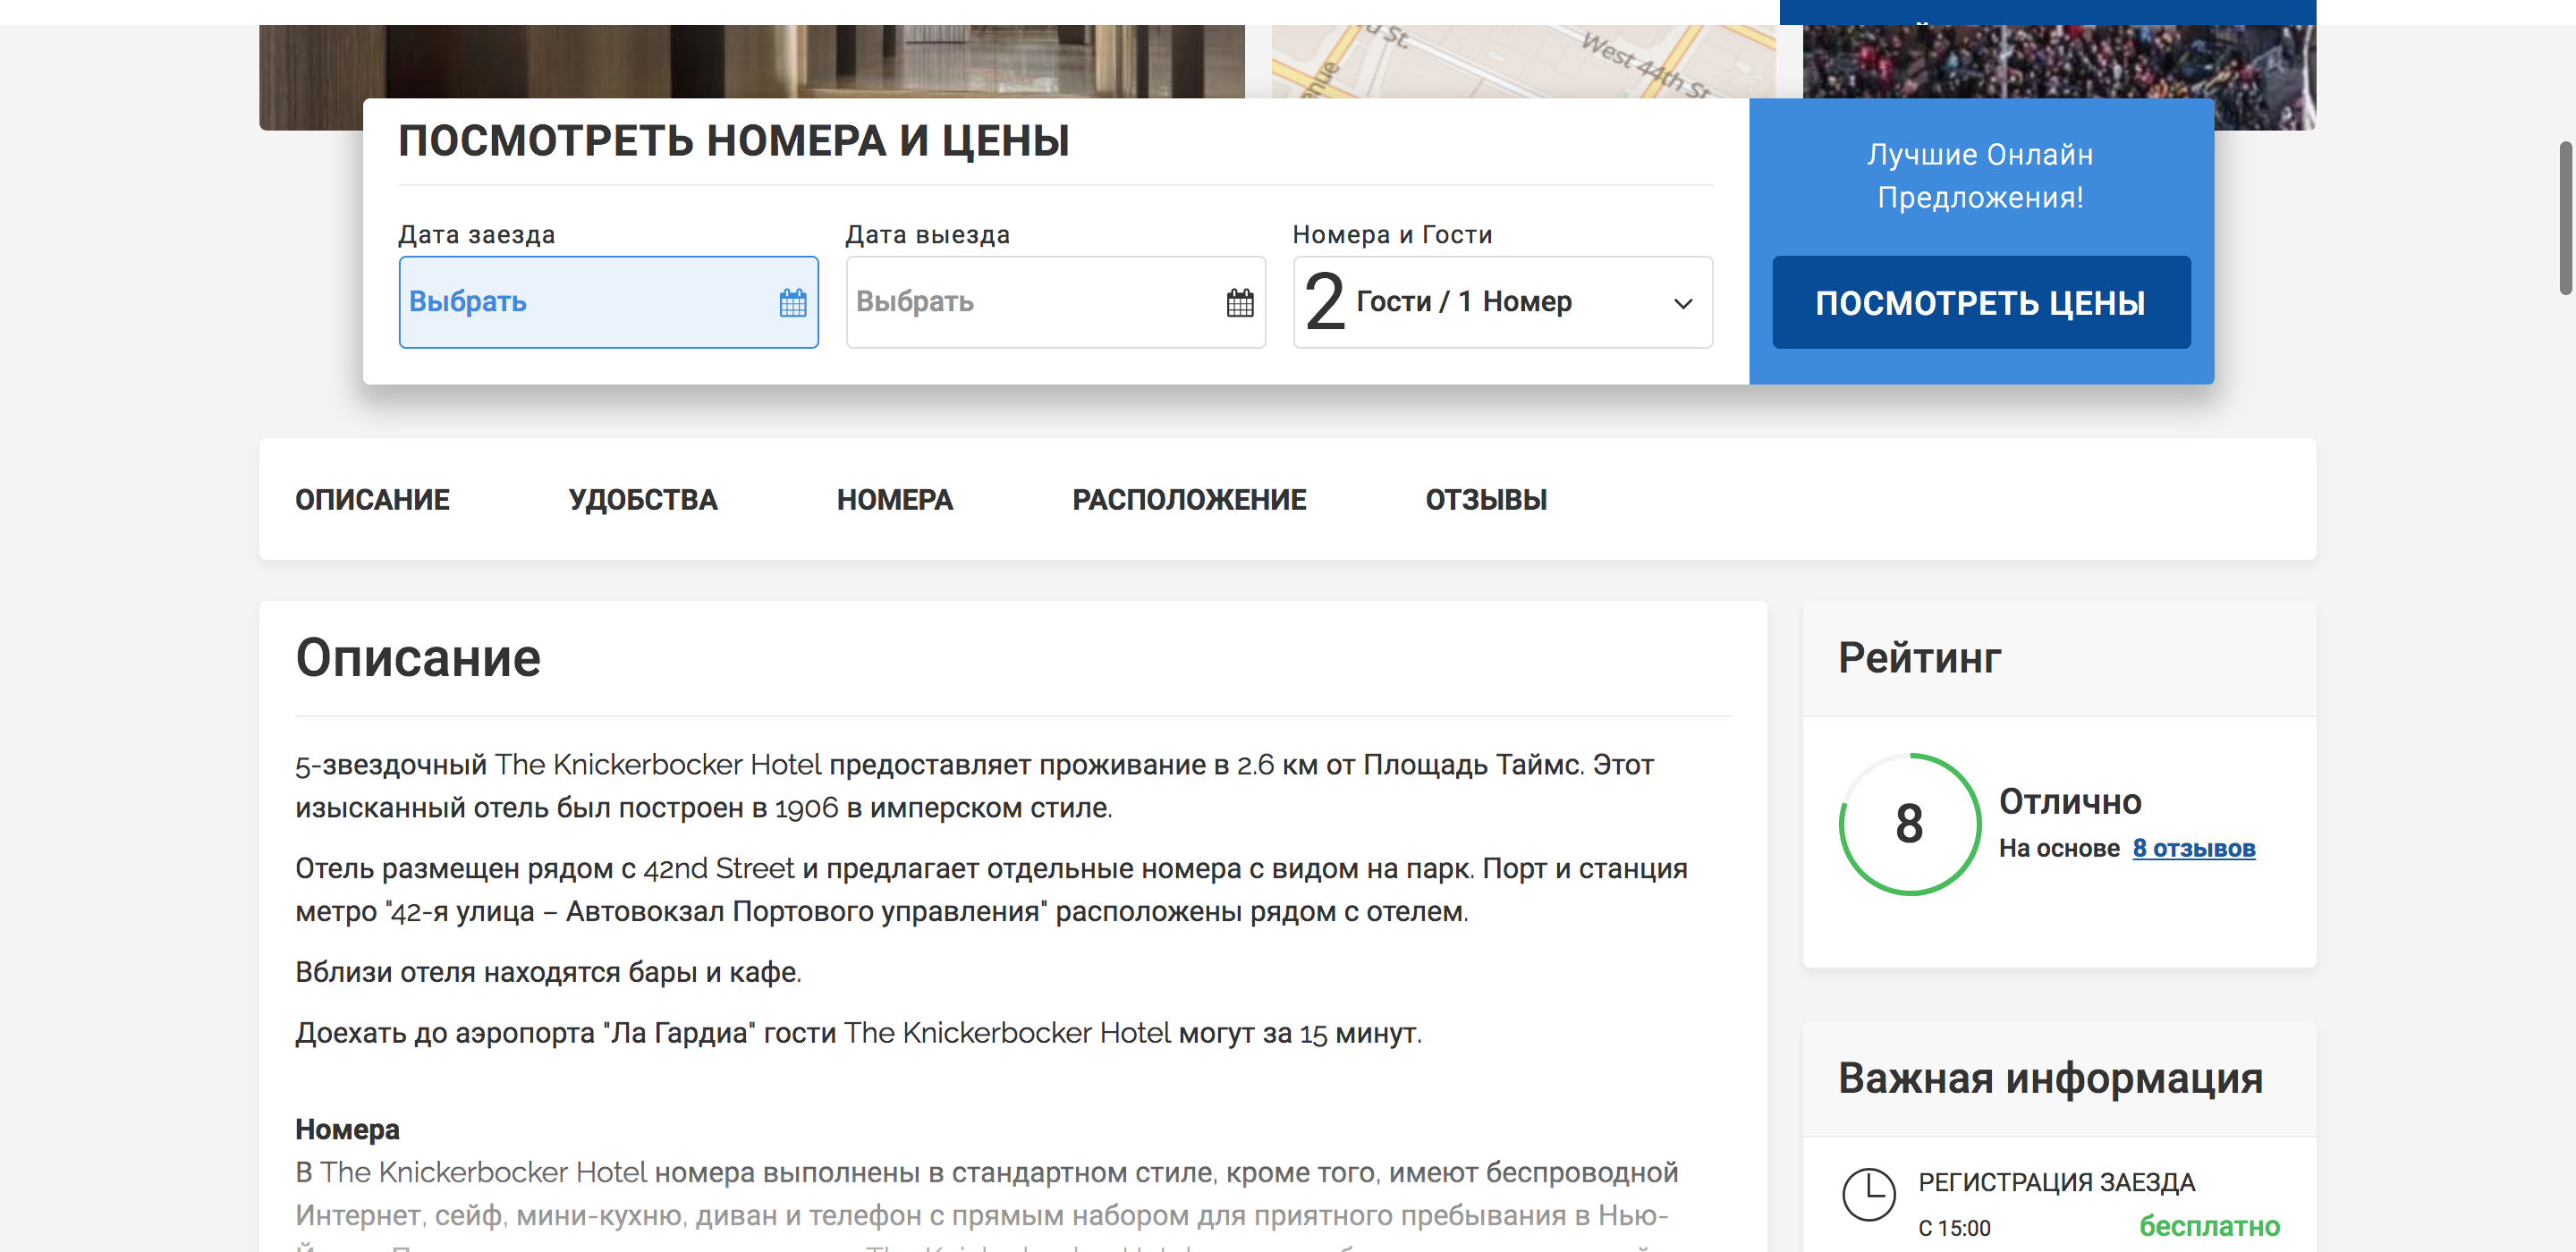 West 44th St
ПОСМОТРЕТЬ НОМЕРА И ЦЕНЫ
Дата заезда
Дата выезда
Номера и Гости
Выбрать
Выбрать
2 Гости / 1 Номер
Лучшие Онлайн
Предложения!
ПОСМОТРЕТЬ ЦЕНЫ
ОПИСАНИЕ
УДОБСТВА
НОМЕРА
РАСПОЛОЖЕНИЕ
ОТЗЫВЫ
Описание
5-звездочный The Knickerbocker Hotel предоставляет проживание в 2.6 км от Площадь Таймс. Этот
изысканный отель был построен в 1906 в имперском стиле.
Отель размещен рядом с 42nd Street и предлагает отдельные номера с видом на парк. Порт и станция
метро "42-я улица – Автовокзал Портового управления" расположены рядом с отелем.
Вблизи отеля находятся бары и кафе.
Доехать до аэропорта "Ла Гардиа" гости The Knickerbocker Hotel могут за 15 минут.
Номера
В The Knickerbocker Hotel номера выполнены в стандартном стиле, кроме того, имеют беспроводной
Интернет, сейф, мини-кухню, диван и телефон с прямым набором для приятного пребывания в Нью-
Рейтинг
8
Отлично
На основе 8 отзывов
Важная информация
РЕГИСТРАЦИЯ ЗАЕЗДА
С 15:00
бесплатно